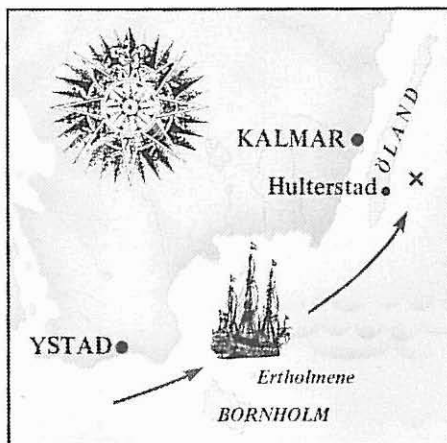 KALMAR
ÖLAND
Hulterstad
YSTAD
Ertholmene
BORNHOLM